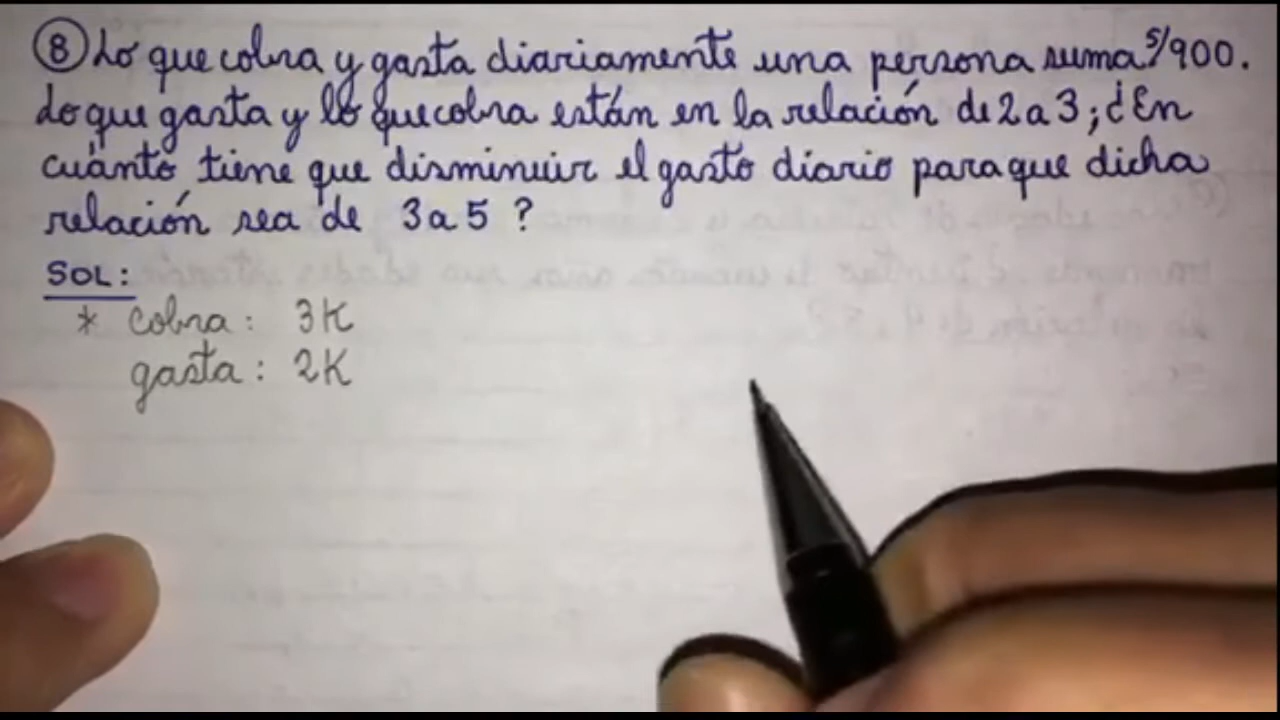 ⑧ Lo que cobra y gasta diariamente una persona suma S/900.
Lo que gasta y lo que cobra están en la relación de 2 a 3; ¿En
cuánto tiene que disminuir el gasto diario para que dicha
relación sea de 3 a 5 ?
SOL:
* cobra: 3K
gasta: 2K